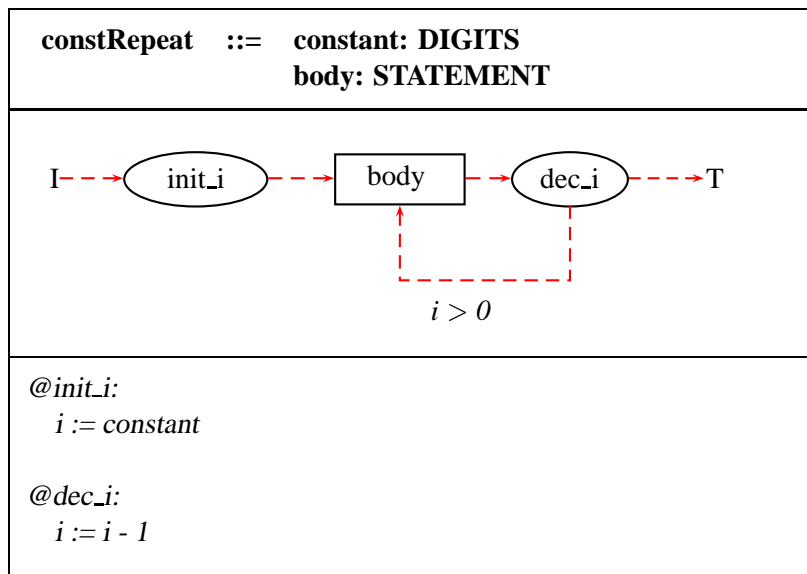 constRepeat ::= constant: DIGITS
body: STATEMENT
I init_i body dec_i T
i > 0
@init_i:
i := constant
@dec_i:
i := i - 1